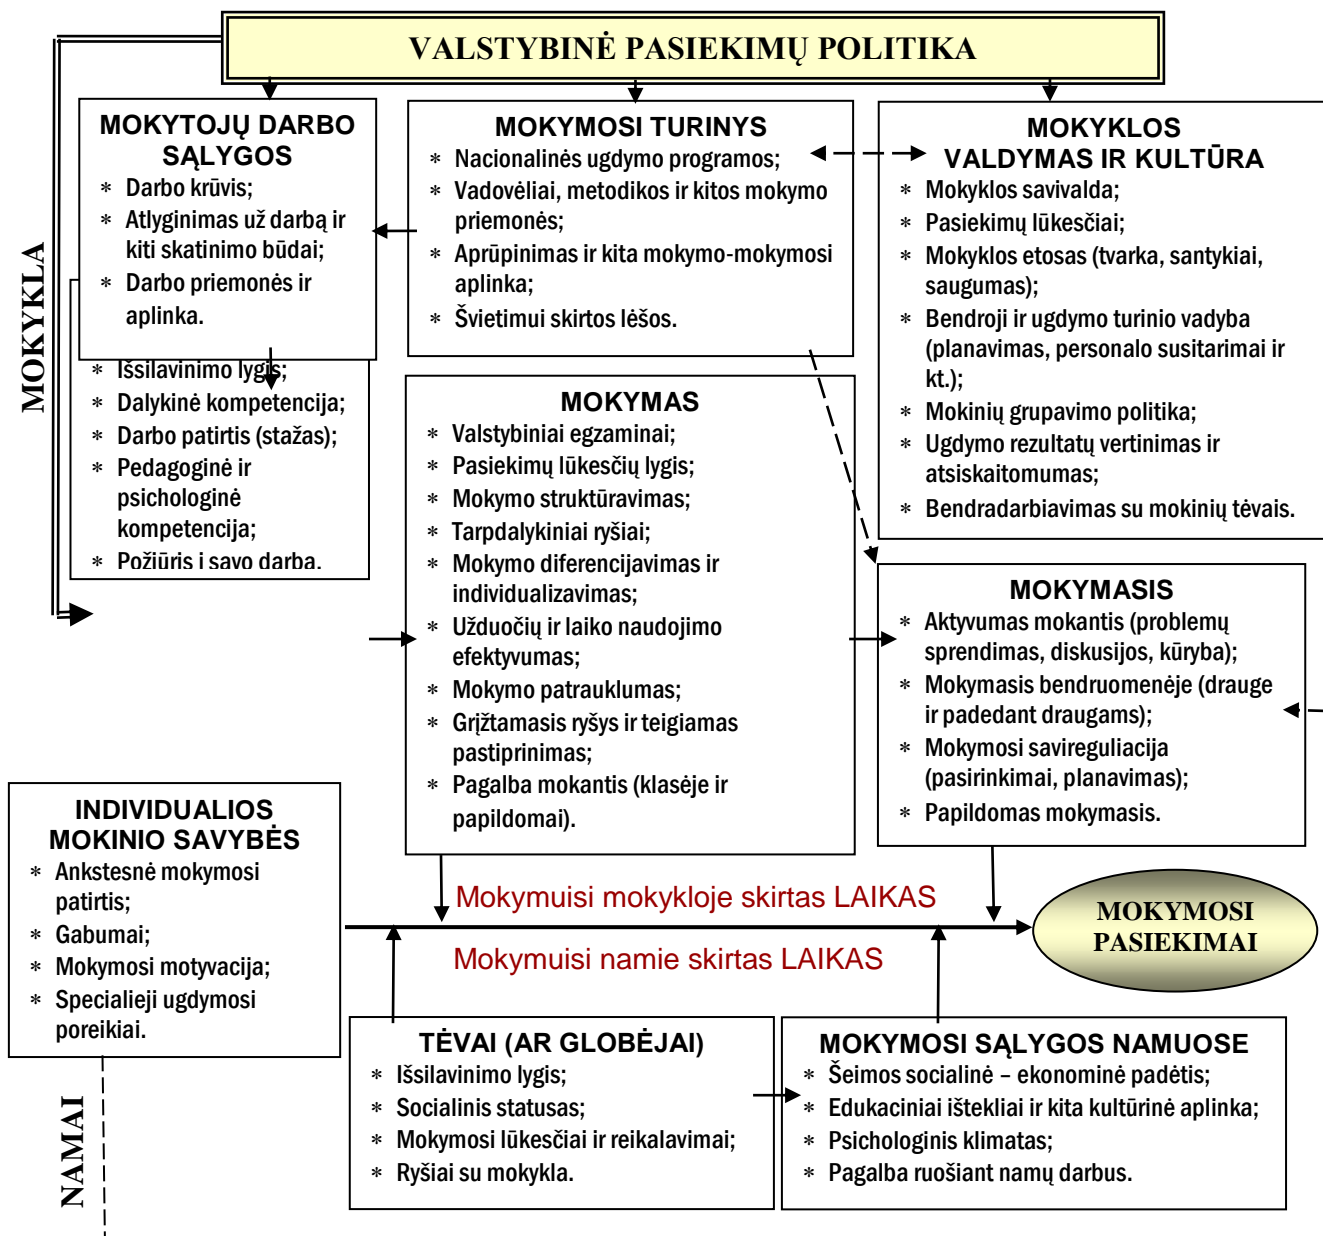 VALSTYBINĖ PASIEKIMŲ POLITIKA
MOKYKLA
MOKYTOJŲ DARBO
SĄLYGOS
* Darbo krūvis;
* Atlyginimas už darbą ir
kiti skatinimo būdai;
* Darbo priemonės ir
aplinka.
* Išsilavinimo lygis;
* Dalykinė kompetencija;
* Darbo patirtis (stažas);
* Pedagoginė ir
psichologinė
kompetencija;
* Požiūris į savo darbą.
MOKYMOSI TURINYS
* Nacionalinės ugdymo programos;
* Vadovėliai, metodikos ir kitos mokymo
priemonės;
* Aprūpinimas ir kita mokymo-mokymosi
aplinka;
* Švietimui skirtos lėšos.
MOKYKLOS
VALDYMAS IR KULTŪRA
* Mokyklos savivalda;
* Pasiekimų lūkesčiai;
* Mokyklos etosas (tvarka, santykiai,
saugumas);
* Bendroji ir ugdymo turinio vadyba
(planavimas, personalo susitarimai ir
kt.);
* Mokinių grupavimo politika;
* Ugdymo rezultatų vertinimas ir
atsiskaitomumas;
* Bendradarbiavimas su mokinių tėvais.
MOKYMAS
* Valstybiniai egzaminai;
* Pasiekimų lūkesčių lygis;
* Mokymo struktūravimas;
* Tarpdalykiniai ryšiai;
* Mokymo diferencijavimas ir
individualizavimas;
* Užduočių ir laiko naudojimo
efektyvumas;
* Mokymo patrauklumas;
* Grįžtamasis ryšys ir teigiamas
pastiprinimas;
* Pagalba mokantis (klasėje ir
papildomai).
MOKYMASIS
* Aktyvumas mokantis (problemų
sprendimas, diskusijos, kūryba);
* Mokymasis bendruomenėje (drauge
ir padedant draugams);
* Mokymosi savireguliacija
(pasirinkimai, planavimas);
* Papildomas mokymasis.
INDIVIDUALIOS
MOKINIO SAVYBĖS
* Ankstesnė mokymosi
patirtis;
* Gabumai;
* Mokymosi motyvacija;
* Specialieji ugdymosi
poreikiai.
Mokymuisi mokykloje skirtas LAIKAS
Mokymuisi namie skirtas LAIKAS
MOKYMOSI
PASIEKIMAI
NAMAI
TĖVAI (AR GLOBĖJAI)
* Išsilavinimo lygis;
* Socialinis statusas;
* Mokymosi lūkesčiai ir reikalavimai;
* Ryšiai su mokykla.
MOKYMOSI SĄLYGOS NAMUOSE
* Šeimos socialinė – ekonominė padėtis;
* Edukaciniai ištekliai ir kita kultūrinė aplinka;
* Psichologinis klimatas;
* Pagalba ruošiant namų darbus.